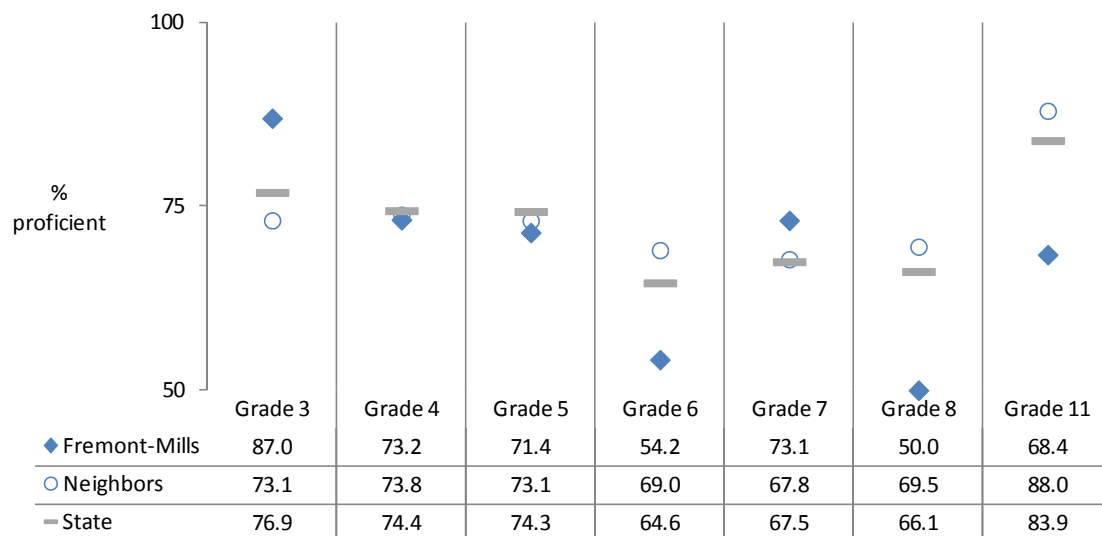 100
75
50
%
proficient
Grade 3 Grade 4 Grade 5 Grade 6 Grade 7 Grade 8 Grade 11
Fremont-Mills 87.0 73.2 71.4 54.2 73.1 50.0 68.4
Neighbors 73.1 73.8 73.1 69.0 67.8 69.5 88.0
State 76.9 74.4 74.3 64.6 67.5 66.1 83.9